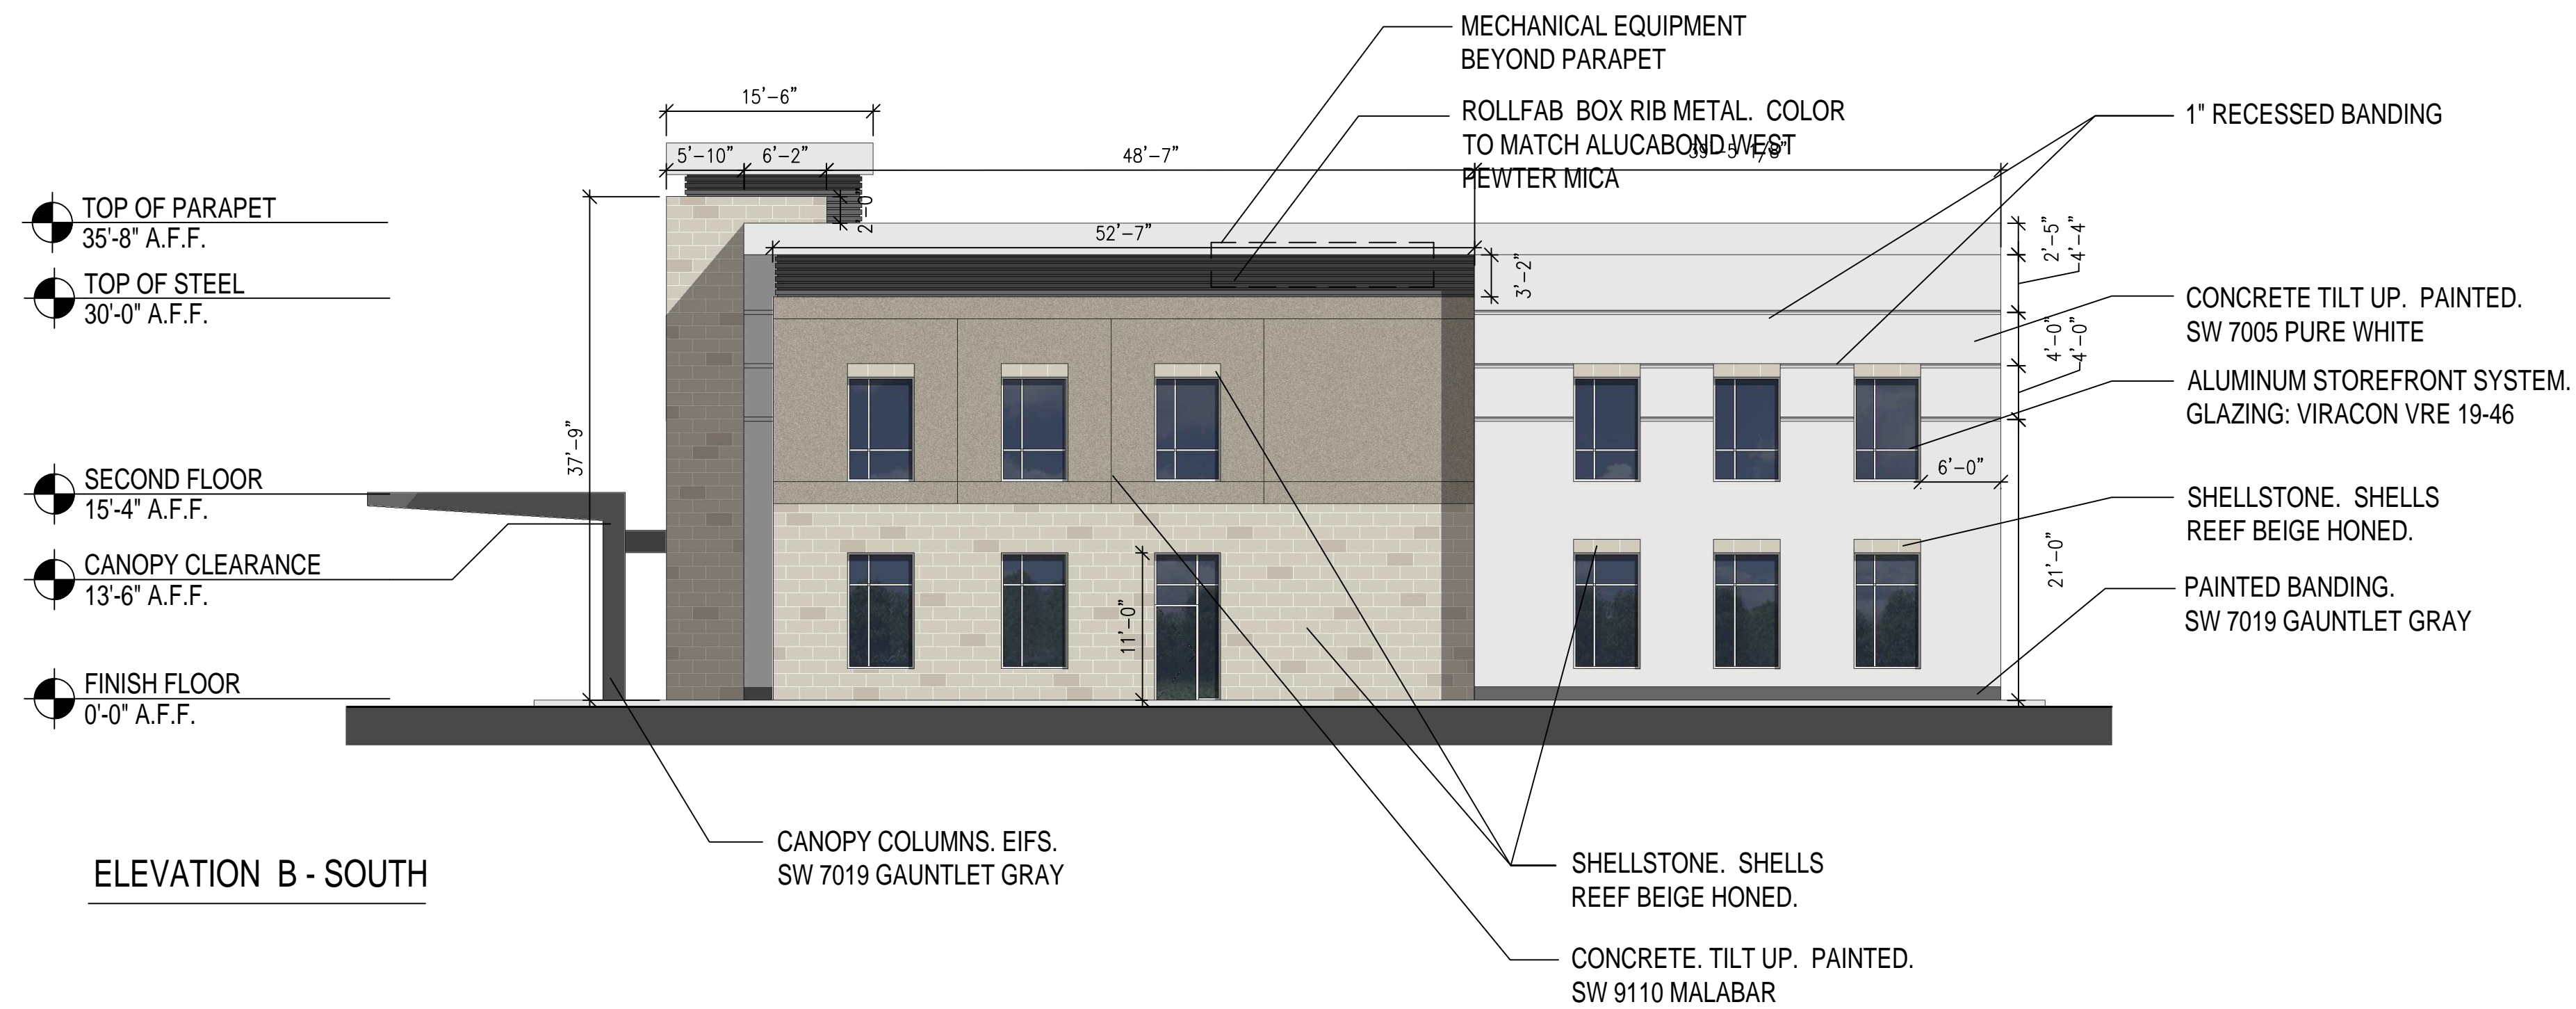 MECHANICAL EQUIPMENT
BEYOND PARAPET
ROLLFAB BOX RIB METAL. COLOR
TO MATCH ALUCABOND WEST
PEWTER MICA
1" RECESSED BANDING
15'-6"
5'-10"
6'-2"
48'-7"
39'-5 1/8"
TOP OF PARAPET
35'-8" A.F.F.
2'-0"
52'-7"
2'-5"
4'-4"
TOP OF STEEL
30'-0" A.F.F.
3'-2"
CONCRETE TILT UP. PAINTED.
SW 7005 PURE WHITE
4'-0"
4'-0"
ALUMINUM STOREFRONT SYSTEM.
GLAZING: VIRACON VRE 19-46
37'-9"
6'-0"
SECOND FLOOR
15'-4" A.F.F.
SHELLSTONE. SHELLS
REEF BEIGE HONED.
CANOPY CLEARANCE
13'-6" A.F.F.
21'-0"
11'-0"
PAINTED BANDING.
SW 7019 GAUNTLET GRAY
FINISH FLOOR
0'-0" A.F.F.
CANOPY COLUMNS. EIFS.
SW 7019 GAUNTLET GRAY
ELEVATION B - SOUTH
SHELLSTONE. SHELLS
REEF BEIGE HONED.
CONCRETE. TILT UP. PAINTED.
SW 9110 MALABAR